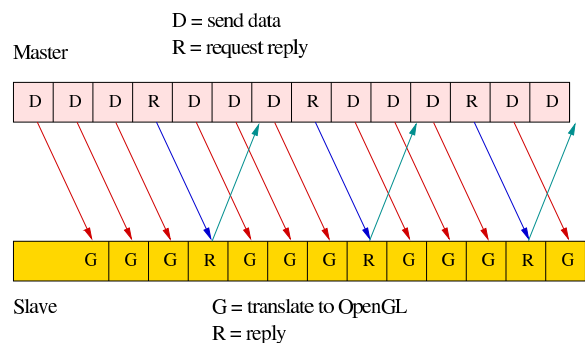 D = send data
R = request reply
Master
D D D R D D D R D D D R D D
G G G R G G G R G G G R G
Slave
G = translate to OpenGL
R = reply